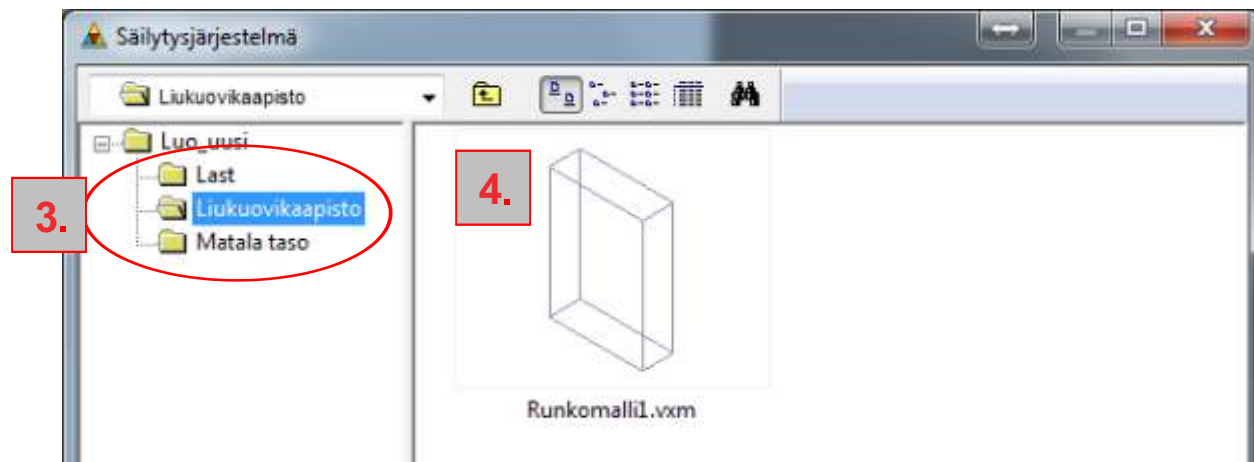 Säilytysjärjestelmä
Liukuovikaapisto
Luo_uusi
Last
Liukuovikaapisto
Matala taso
3.
4.
Runkomalli1.vxm